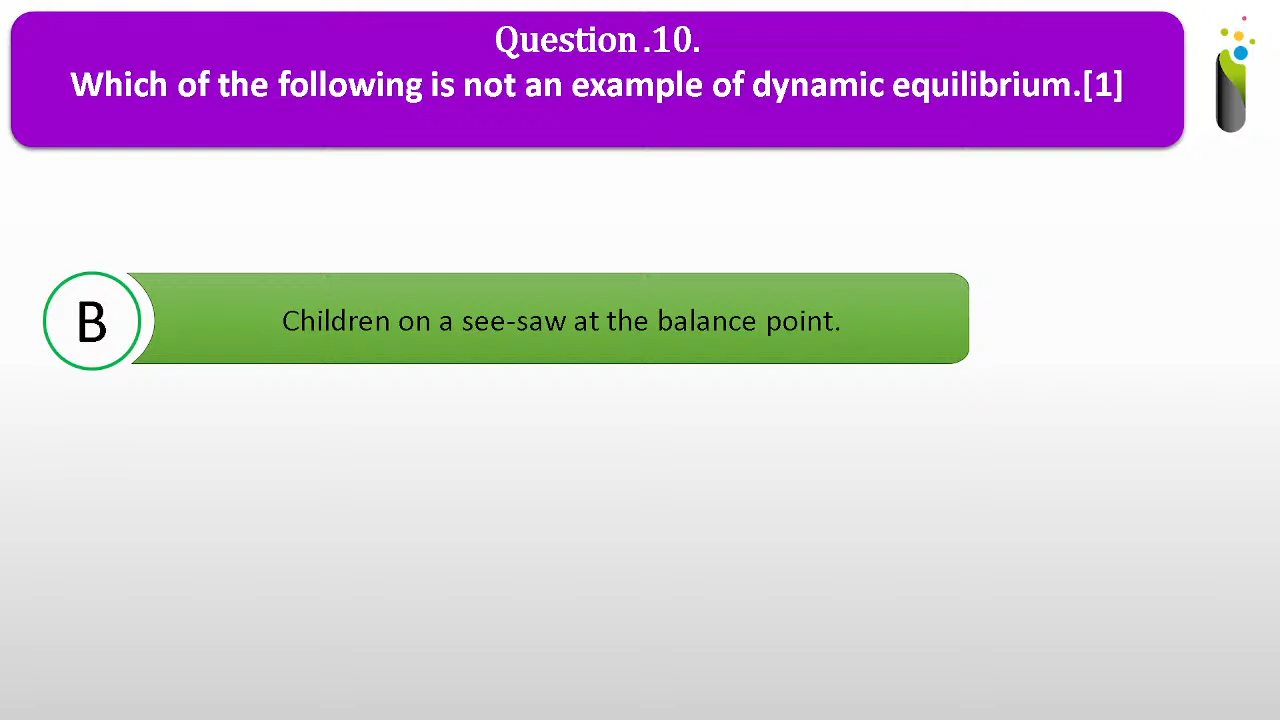 Question .10.
Which of the following is not an example of dynamic equilibrium.[1]
B
Children on a see-saw at the balance point.